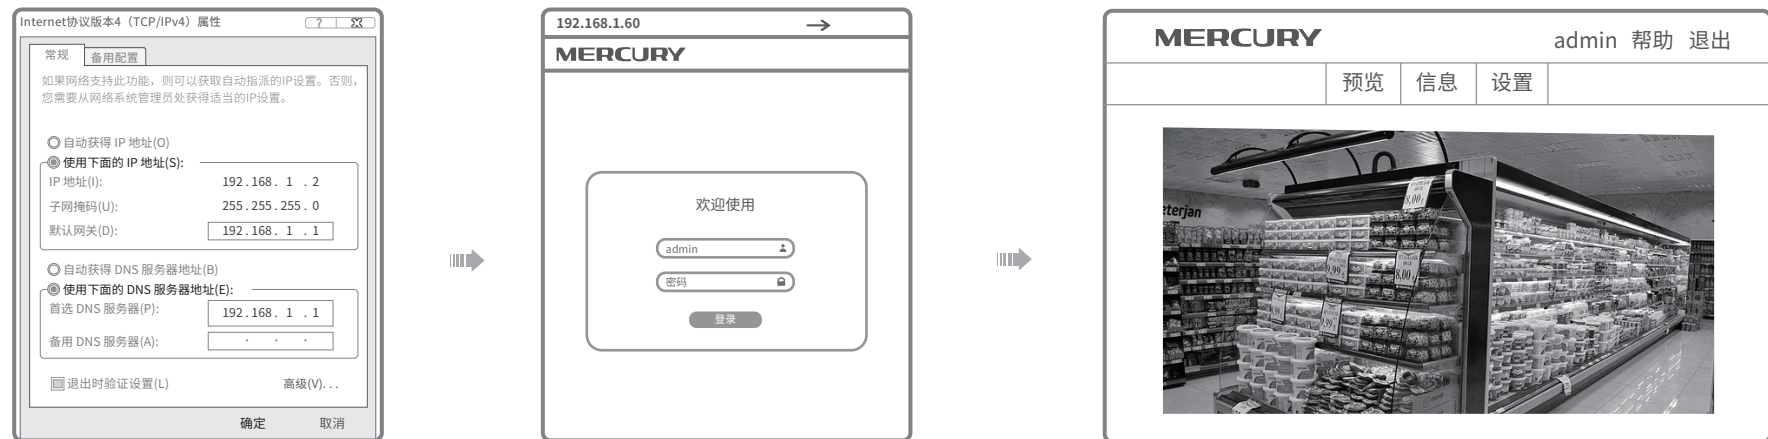 Internet协议版本4（TCP/IPv4）属性
?
常规
备用配置
如果网络支持此功能，则可以获取自动指派的IP设置。否则，
您需要从网络系统管理员处获得适当的IP设置。
自动获得 IP 地址(O)
使用下面的 IP 地址(S):
IP 地址(I): 192.168. 1 . 2
子网掩码(U): 255.255.255. 0
默认网关(D): 192.168. 1 . 1
自动获得 DNS 服务器地址(B)
使用下面的 DNS 服务器地址(E):
首选 DNS 服务器(P): 192.168. 1 . 1
备用 DNS 服务器(A): . . .
退出时验证设置(L)
高级(V)...
确定 取消
192.168.1.60
MERCURY
欢迎使用
admin
密码
登录
MERCURY
admin 帮助 退出
预览 信息 设置
eterjan
8,00
9,99
8,00